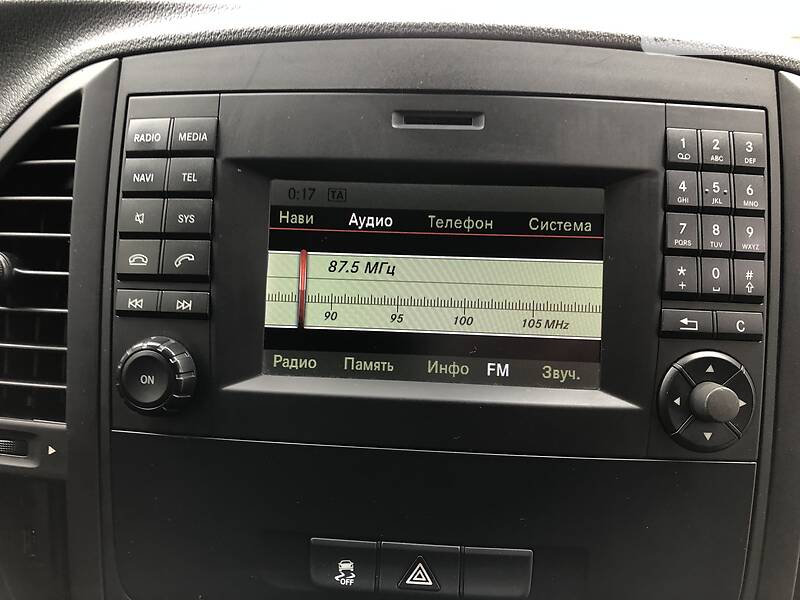 RADIO MEDIA
NAVI TEL
SYS
ON
0:17 TA
Нави Аудио Телефон Система
87.5 МГц
90 95 100 105 MHz
Радио Память Инфо FM Звуч.
1 2 ABC 3 DEF
4 GHI 5 JKL 6 MNO
7 PQRS 8 TUV 9 WXYZ
* + 0 #
C
OFF